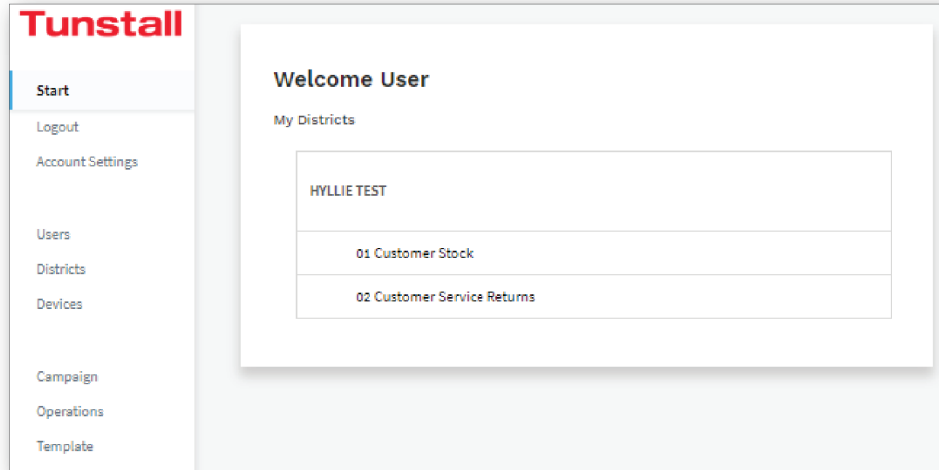 Tunstall
Start
Logout
Account Settings
Users
Districts
Devices
Campaign
Operations
Template
Welcome User
My Districts
HYLLIE TEST
01 Customer Stock
02 Customer Service Returns